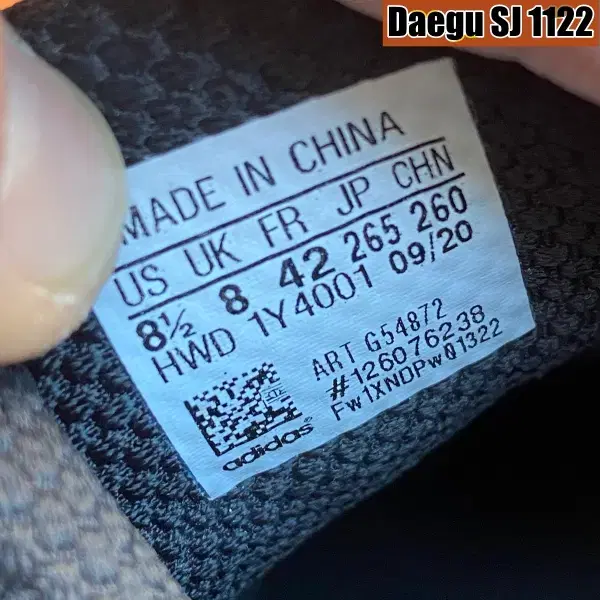 Daegu SJ 1122
MADE IN CHINA
US UK FR JP CHN
8½ 8 42 265 260
HWD 1Y4001 09/20
ART G54872
#126076238
FW1XNDPW01322
adidas